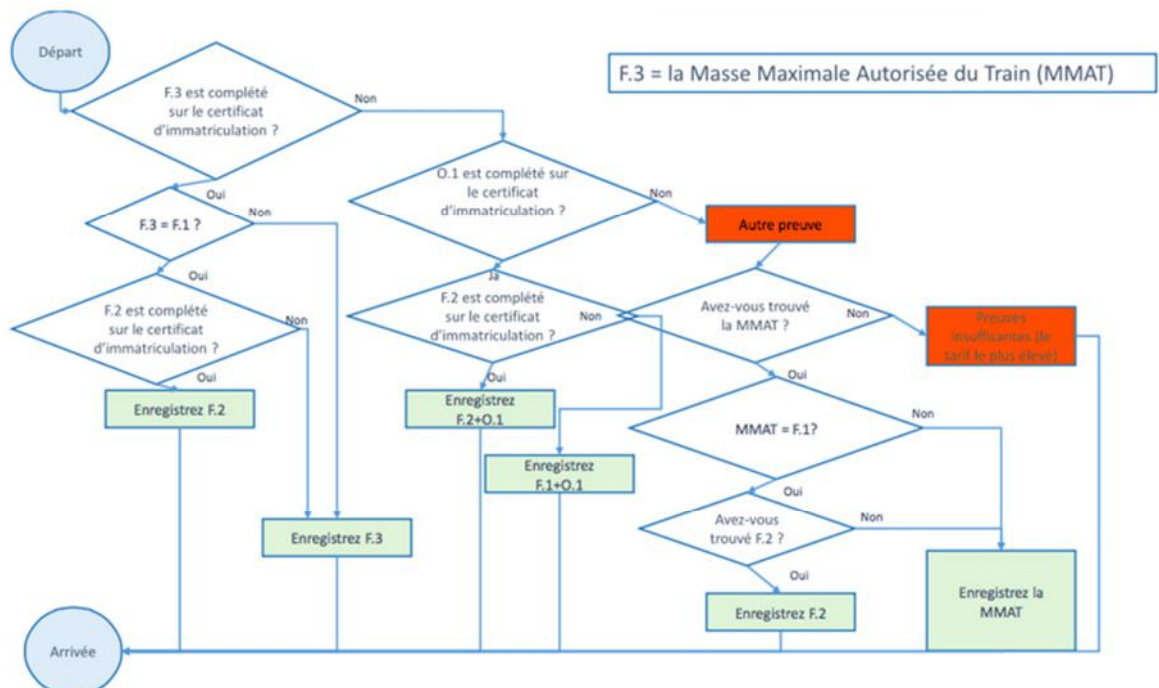 Départ
F.3 = la Masse Maximale Autorisée du Train (MMAT)
F.3 est complété
sur le certificat
d'immatriculation ?
Non
Oui
O.1 est complété sur
le certificat
d'immatriculation ?
Non
Ja
F.3 = F.1 ?
Non
Oui
Autre preuve
F.2 est complété
sur le certificat
d'immatriculation ?
Non
Oui
F.2 est complété
sur le certificat
d'immatriculation ?
Non
Oui
Avez-vous trouvé
la MMAT ?
Non
Oui
Preuves
insuffisantes (le
tarif le plus élevé)
Enregistrez F.2
Enregistrez
F.2+O.1
MMAT = F.1?
Non
Oui
Enregistrez
F.1+O.1
Enregistrez F.3
Avez-vous
trouvé F.2 ?
Non
Oui
Enregistrez F.2
Enregistrez la
MMAT
Arrivée